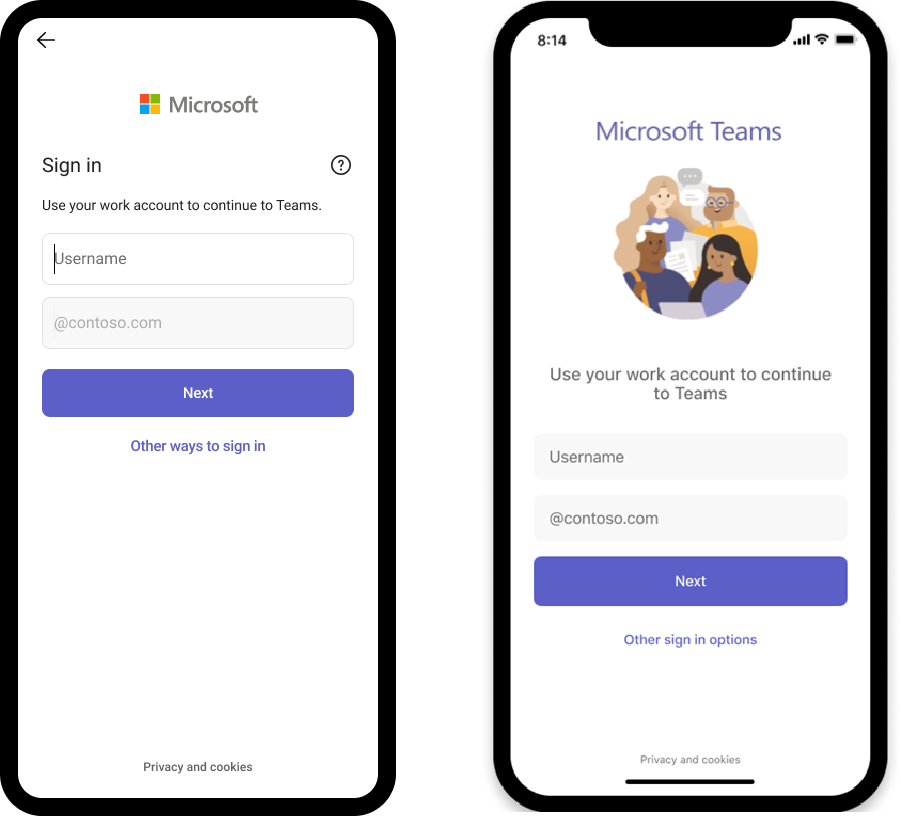 Microsoft
Sign in
Use your work account to continue to Teams.
Username
@contoso.com
Next
Other ways to sign in
Privacy and cookies
8:14
Microsoft Teams
Use your work account to continue
to Teams
Username
@contoso.com
Next
Other sign in options
Privacy and cookies